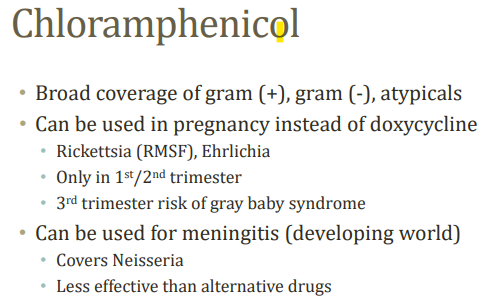 Chloramphenicol
• Broad coverage of gram (+), gram (-), atypicals
• Can be used in pregnancy instead of doxycycline
• Rickettsia (RMSF), Ehrlichia
• Only in 1st/2nd trimester
• 3rd trimester risk of gray baby syndrome
• Can be used for meningitis (developing world)
• Covers Neisseria
• Less effective than alternative drugs